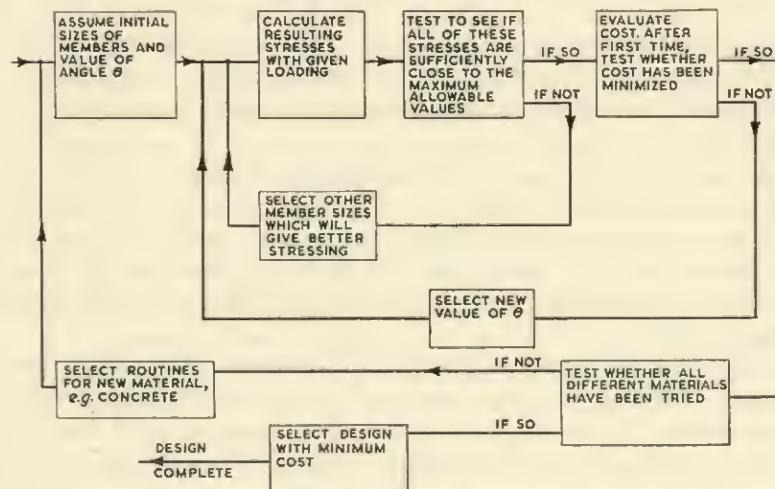 ASSUME INITIAL
SIZES OF
MEMBERS AND
VALUE OF
ANGLE θ
CALCULATE
RESULTING
STRESSES
WITH GIVEN
LOADING
TEST TO SEE IF
ALL OF THESE
STRESSES ARE
SUFFICIENTLY
CLOSE TO THE
MAXIMUM
ALLOWABLE
VALUES
IF SO
IF NOT
EVALUATE
COST. AFTER
FIRST TIME,
TEST WHETHER
COST HAS BEEN
MINIMIZED
IF SO
IF NOT
SELECT OTHER
MEMBER SIZES
WHICH WILL
GIVE BETTER
STRESSING
SELECT NEW
VALUE OF θ
SELECT ROUTINES
FOR NEW MATERIAL,
e.g. CONCRETE
IF NOT
TEST WHETHER ALL
DIFFERENT MATERIALS
HAVE BEEN TRIED
IF SO
SELECT DESIGN
WITH MINIMUM
COST
DESIGN
COMPLETE